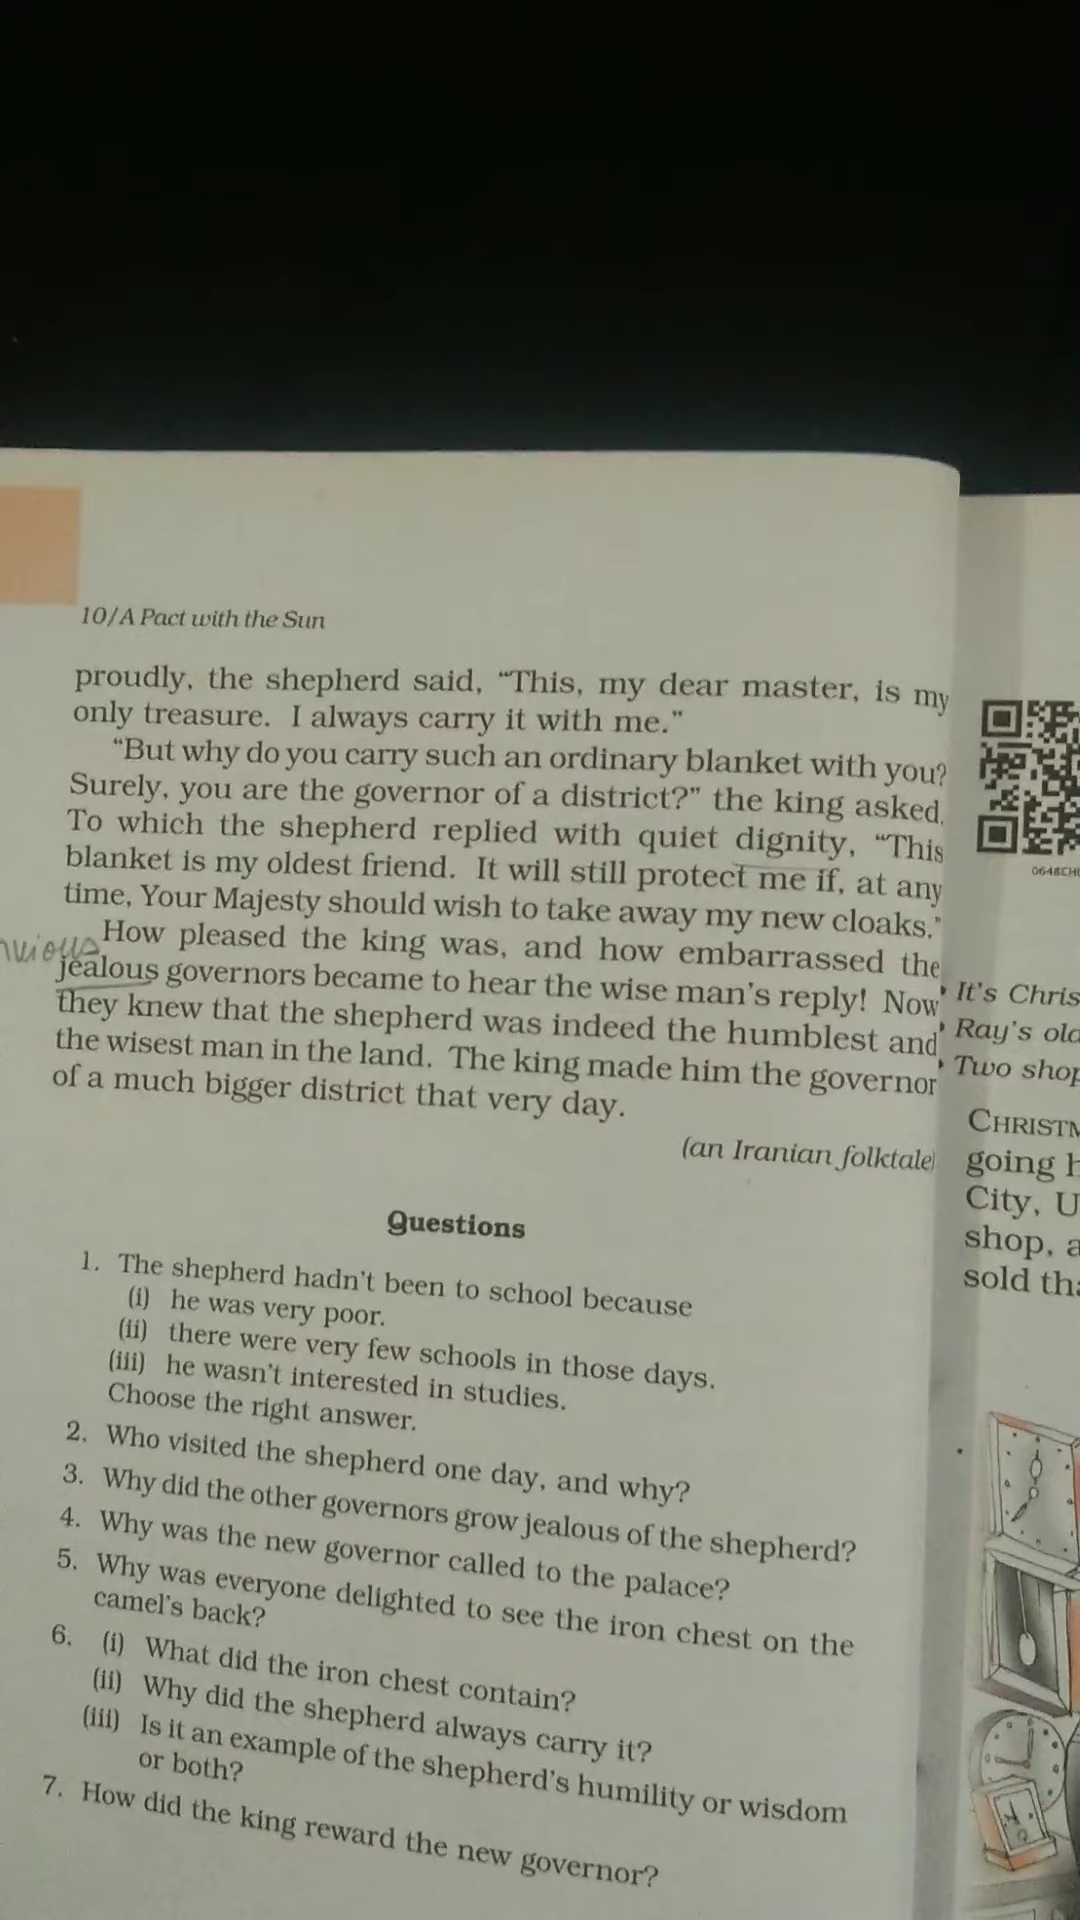 10/A Pact with the Sun
proudly, the shepherd said, “This, my dear master, is my
only treasure. I always carry it with me.”
“But why do you carry such an ordinary blanket with you?
Surely, you are the governor of a district?” the king asked.
To which the shepherd replied with quiet dignity, “This
blanket is my oldest friend. It will still protect me if, at any
time, Your Majesty should wish to take away my new cloaks.”
How pleased the king was, and how embarrassed the
jealous governors became to hear the wise man's reply! Now
they knew that the shepherd was indeed the humblest and
the wisest man in the land. The king made him the governor
of a much bigger district that very day.
(an Iranian folktale)
Questions
1. The shepherd hadn't been to school because
(i) he was very poor.
(ii) there were very few schools in those days.
(iii) he wasn't interested in studies.
Choose the right answer.
2. Who visited the shepherd one day, and why?
3. Why did the other governors grow jealous of the shepherd?
4. Why was the new governor called to the palace?
5. Why was everyone delighted to see the iron chest on the
camel's back?
6. (i) What did the iron chest contain?
(ii) Why did the shepherd always carry it?
(iii) Is it an example of the shepherd's humility or wisdom
or both?
7. How did the king reward the new governor?
It's Chris
Ray's old
Two shop
CHRISTM
going h
City, U
shop, a
sold tha